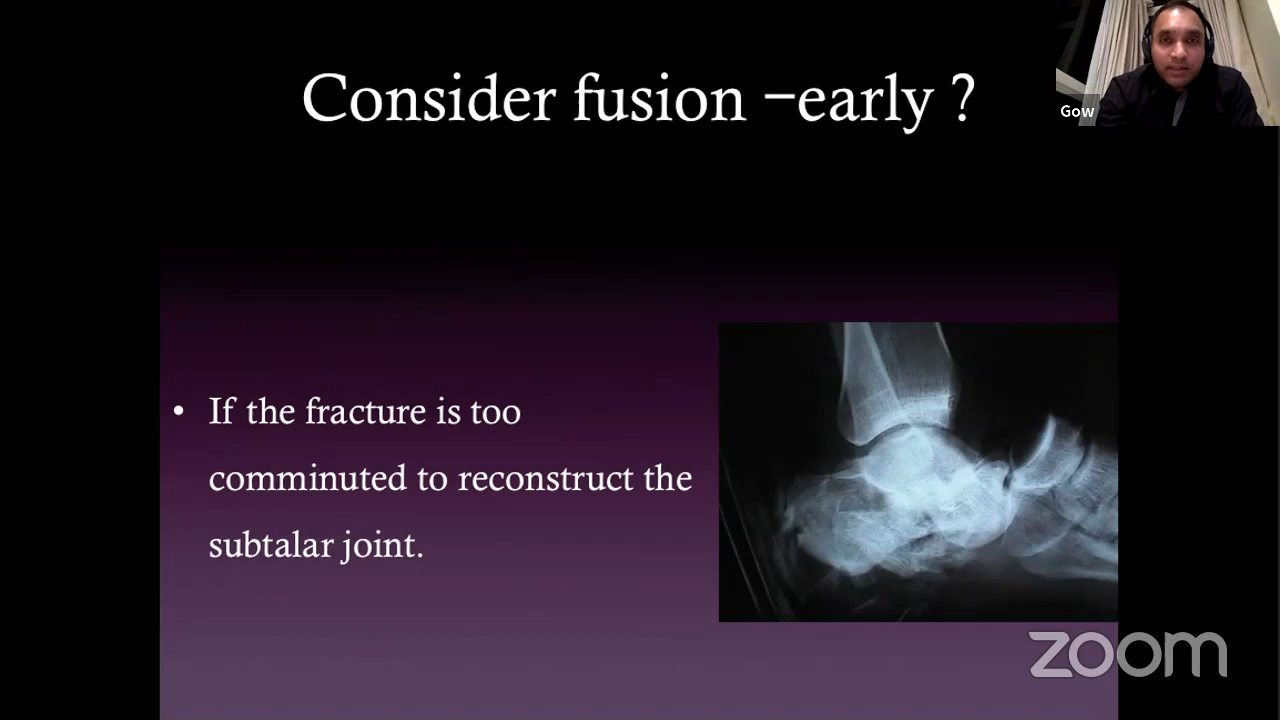 Consider fusion –early ?
Gow
• If the fracture is too
comminuted to reconstruct the
subtalar joint.
zoom